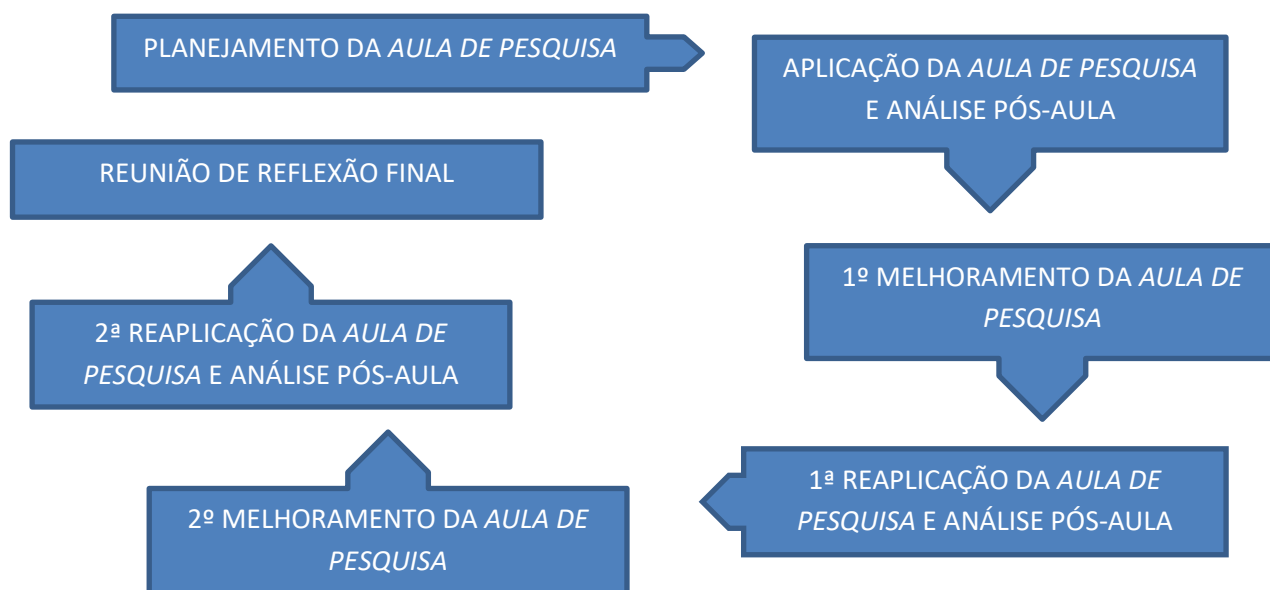 PLANEJAMENTO DA AULA DE PESQUISA
APLICAÇÃO DA AULA DE PESQUISA
E ANÁLISE PÓS-AULA
1º MELHORAMENTO DA AULA DE
PESQUISA
1ª REAPLICAÇÃO DA AULA DE
PESQUISA E ANÁLISE PÓS-AULA
2º MELHORAMENTO DA AULA DE
PESQUISA
2ª REAPLICAÇÃO DA AULA DE
PESQUISA E ANÁLISE PÓS-AULA
REUNIÃO DE REFLEXÃO FINAL